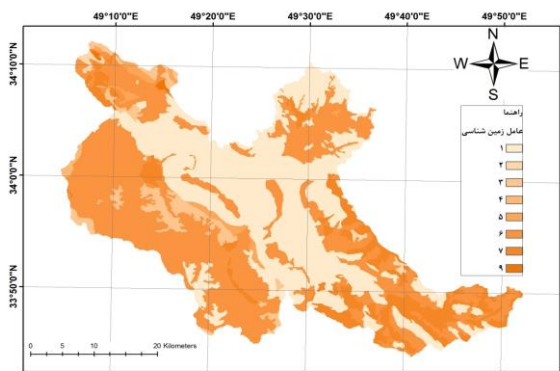 49°10'0"E 49°20'0"E 49°30'0"E 49°40'0"E 49°50'0"E
34°10'0"N
34°0'0"N
33°50'0"N
N
W E
S
راهنما
عامل زمین شناسی
۱
۲
۳
۴
۵
۶
۷
۹
0 5 10 20 Kilometers